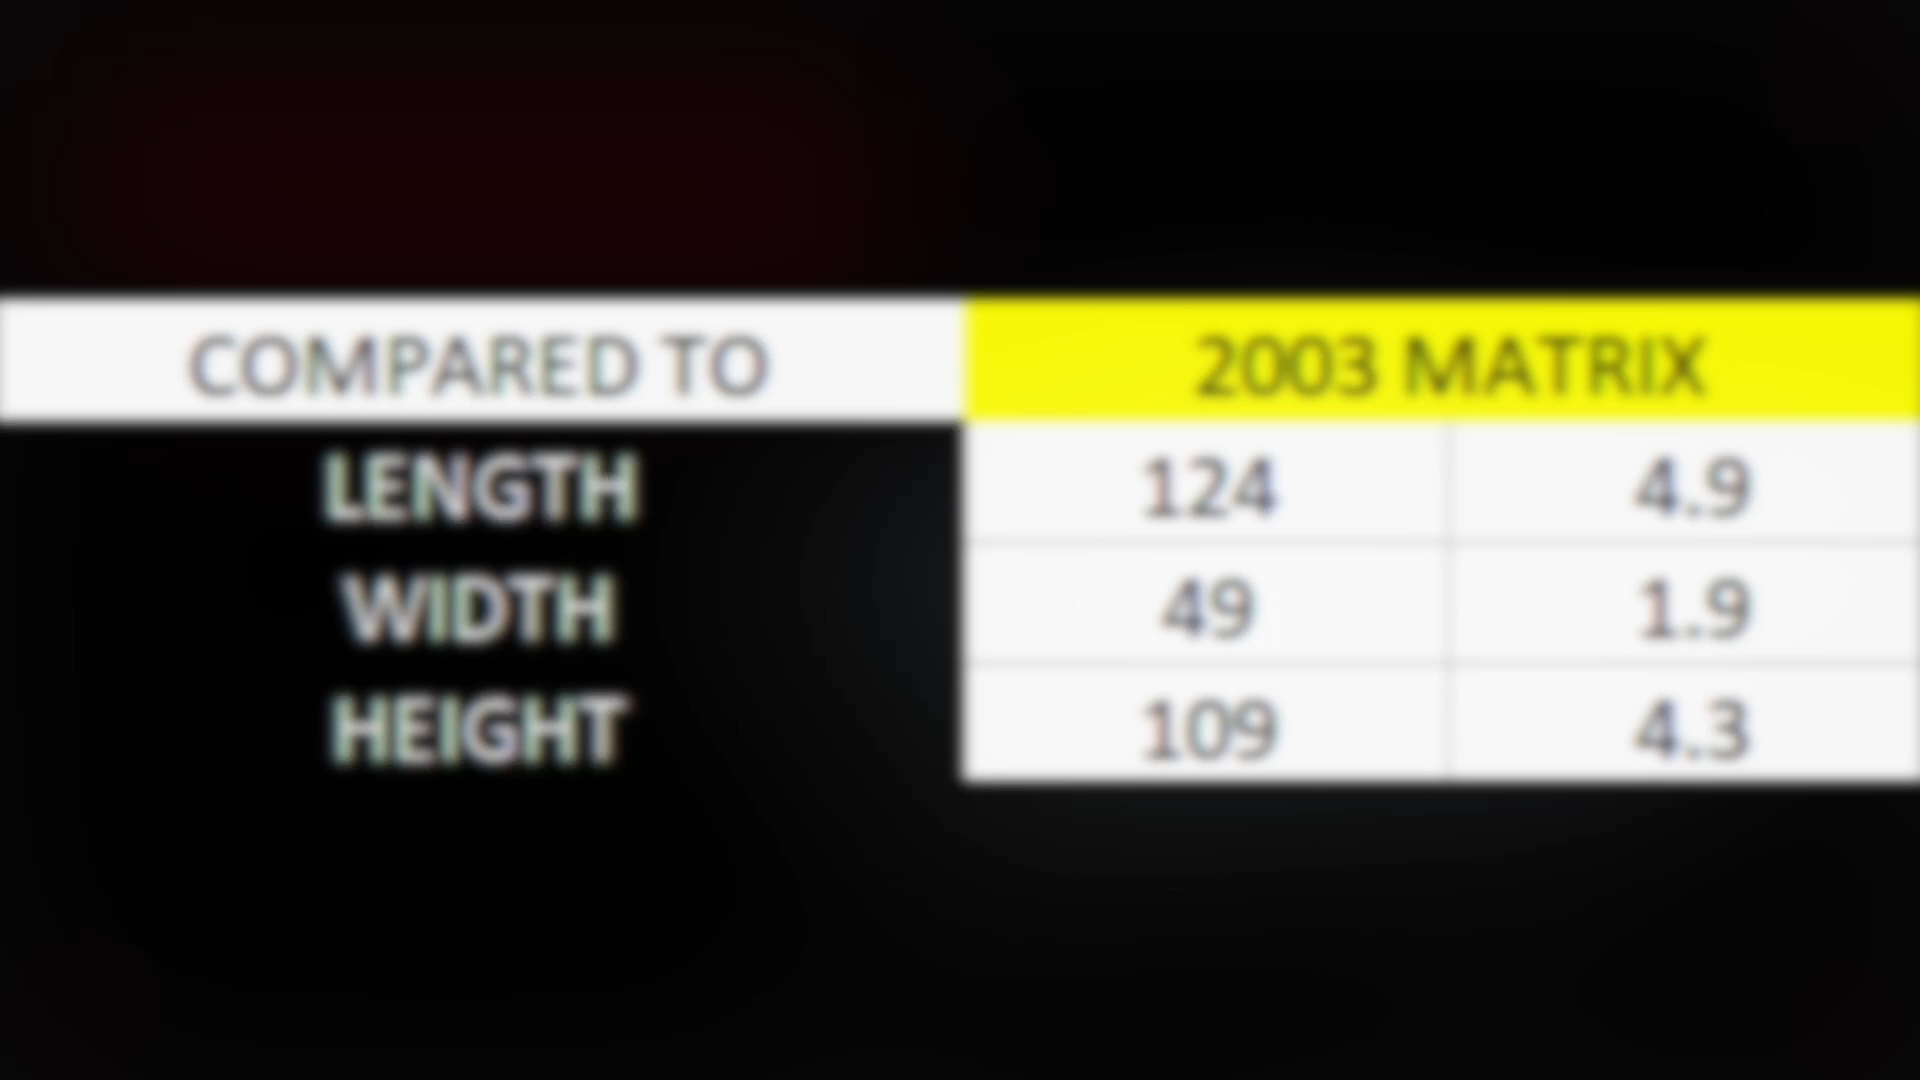 COMPARED TO 2003 MATRIX
LENGTH 124 4.9
WIDTH 49 1.9
HEIGHT 109 4.3